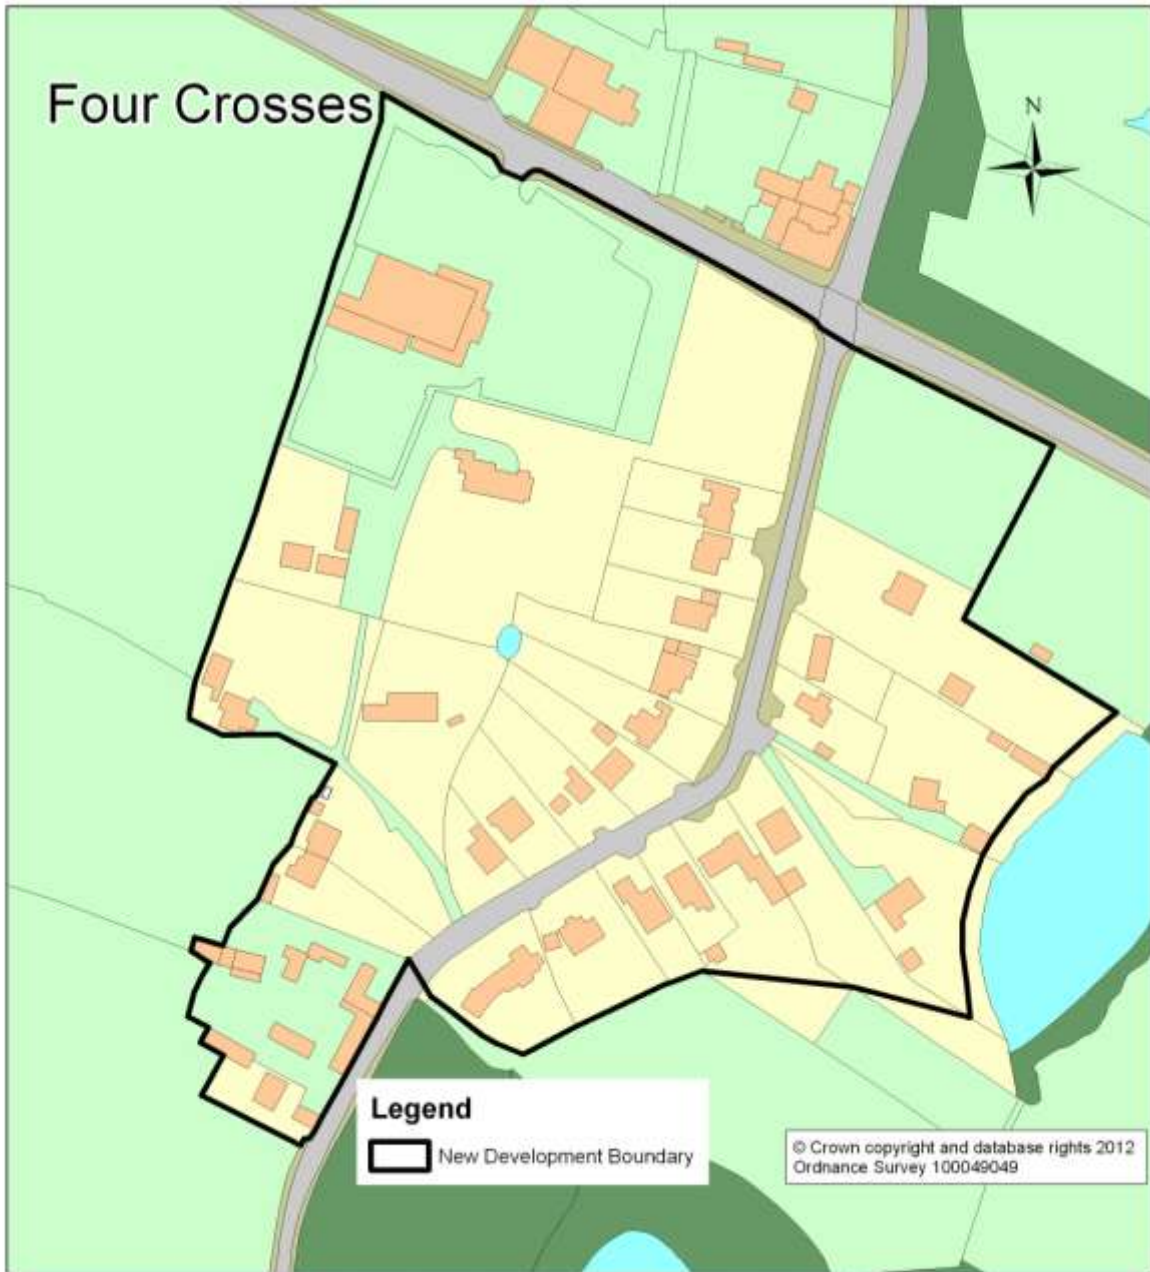 Four Crosses
N
Legend
New Development Boundary
© Crown copyright and database rights 2012
Ordnance Survey 100049049